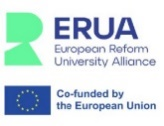 ERUA
European Reform
University Alliance
Co-funded by
the European Union